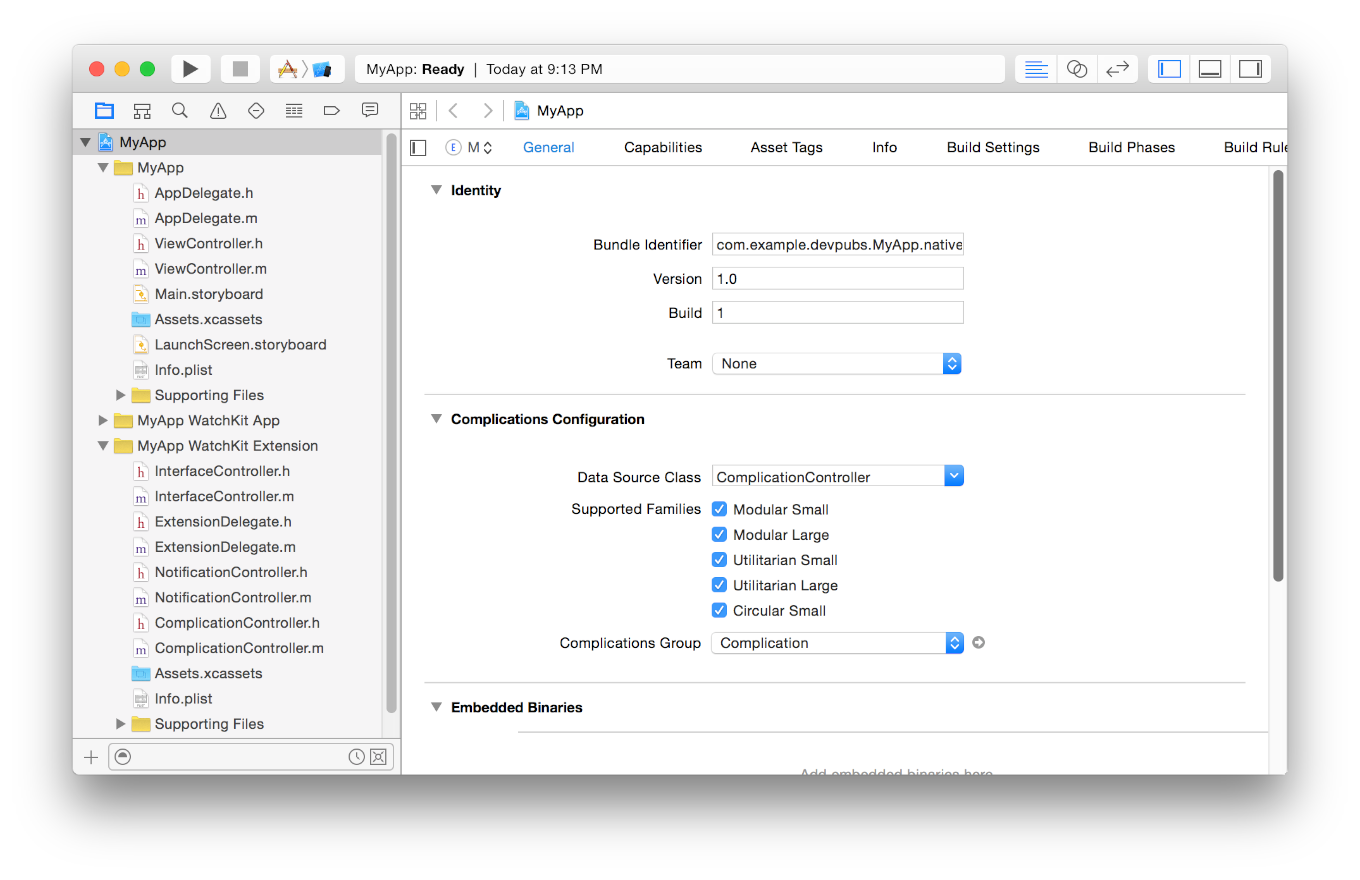 MyApp: Ready | Today at 9:13 PM
MyApp
MyApp
MyApp
AppDelegate.h
AppDelegate.m
ViewController.h
ViewController.m
Main.storyboard
Assets.xcassets
LaunchScreen.storyboard
Info.plist
Supporting Files
MyApp WatchKit App
MyApp WatchKit Extension
InterfaceController.h
InterfaceController.m
ExtensionDelegate.h
ExtensionDelegate.m
NotificationController.h
NotificationController.m
ComplicationController.h
ComplicationController.m
Assets.xcassets
Info.plist
Supporting Files
E M General Capabilities Asset Tags Info Build Settings Build Phases Build Rule
Identity
Bundle Identifier com.example.devpubs.MyApp.native
Version 1.0
Build 1
Team None
Complications Configuration
Data Source Class ComplicationController
Supported Families Modular Small
Modular Large
Utilitarian Small
Utilitarian Large
Circular Small
Complications Group Complication
Embedded Binaries
Add embedded binaries here